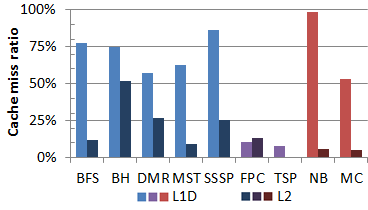 100%
75%
50%
25%
0%
Cache miss ratio
BFS BH DMR MST SSSP FPC TSP NB MC
L1D L2